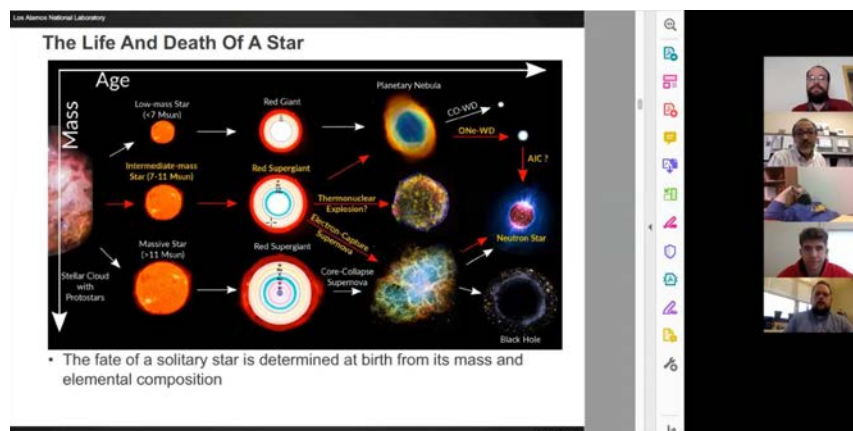 Los Alamos National Laboratory
The Life And Death Of A Star
Age
Mass
Low-mass Star
(<7 Msun)
Red Giant
Planetary Nebula
CO-WD
ONe-WD
AIC ?
Intermediate-mass
Star (7-11 Msun)
Red Supergiant
Thermonuclear
Explosion?
Electron-Capture
Supernova
Neutron Star
Massive Star
(>11 Msun)
Red Supergiant
Core-Collapse
Supernova
Stellar Cloud
with
Protostars
Black Hole
• The fate of a solitary star is determined at birth from its mass and
elemental composition